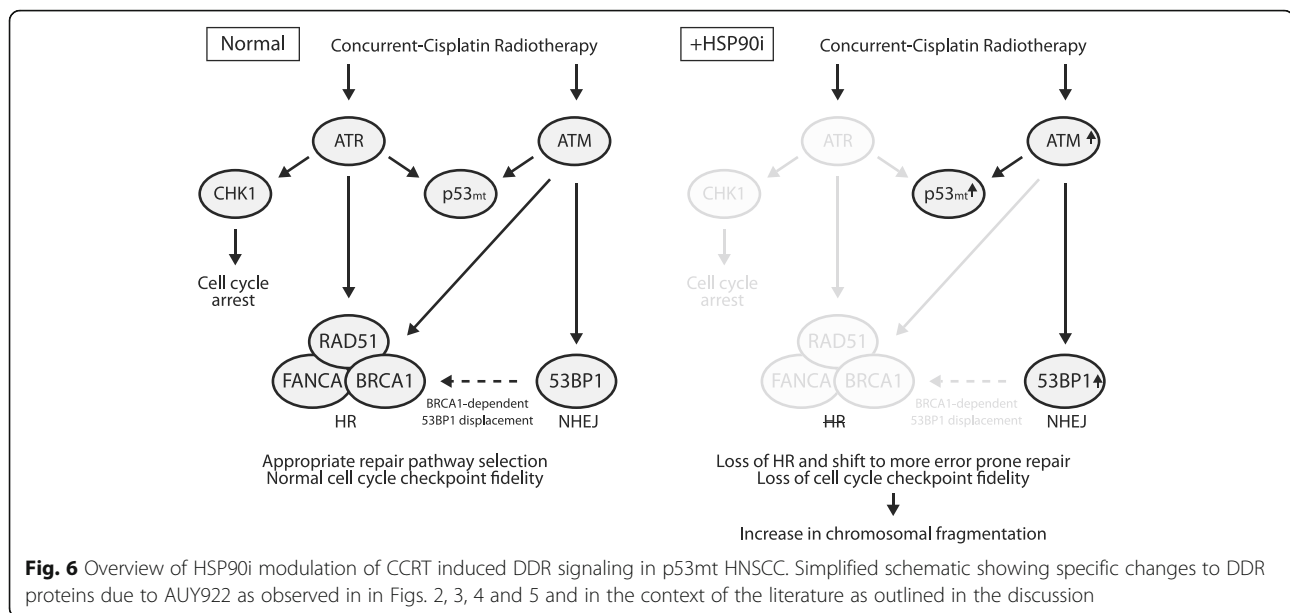 Normal
Concurrent-Cisplatin Radiotherapy
ATR
ATM
CHK1
p53mt
Cell cycle
arrest
RAD51
FANCA
BRCA1
53BP1
BRCA1-dependent
53BP1 displacement
HR
NHEJ
Appropriate repair pathway selection
Normal cell cycle checkpoint fidelity
+HSP90i
Concurrent-Cisplatin Radiotherapy
ATR
ATM
CHK1
p53mt
Cell cycle
arrest
RAD51
FANCA
BRCA1
53BP1
BRCA1-dependent
53BP1 displacement
HR
NHEJ
Loss of HR and shift to more error prone repair
Loss of cell cycle checkpoint fidelity
Increase in chromosomal fragmentation
Fig. 6 Overview of HSP90i modulation of CCRT induced DDR signaling in p53mt HNSCC. Simplified schematic showing specific changes to DDR
proteins due to AUY922 as observed in in Figs. 2, 3, 4 and 5 and in the context of the literature as outlined in the discussion